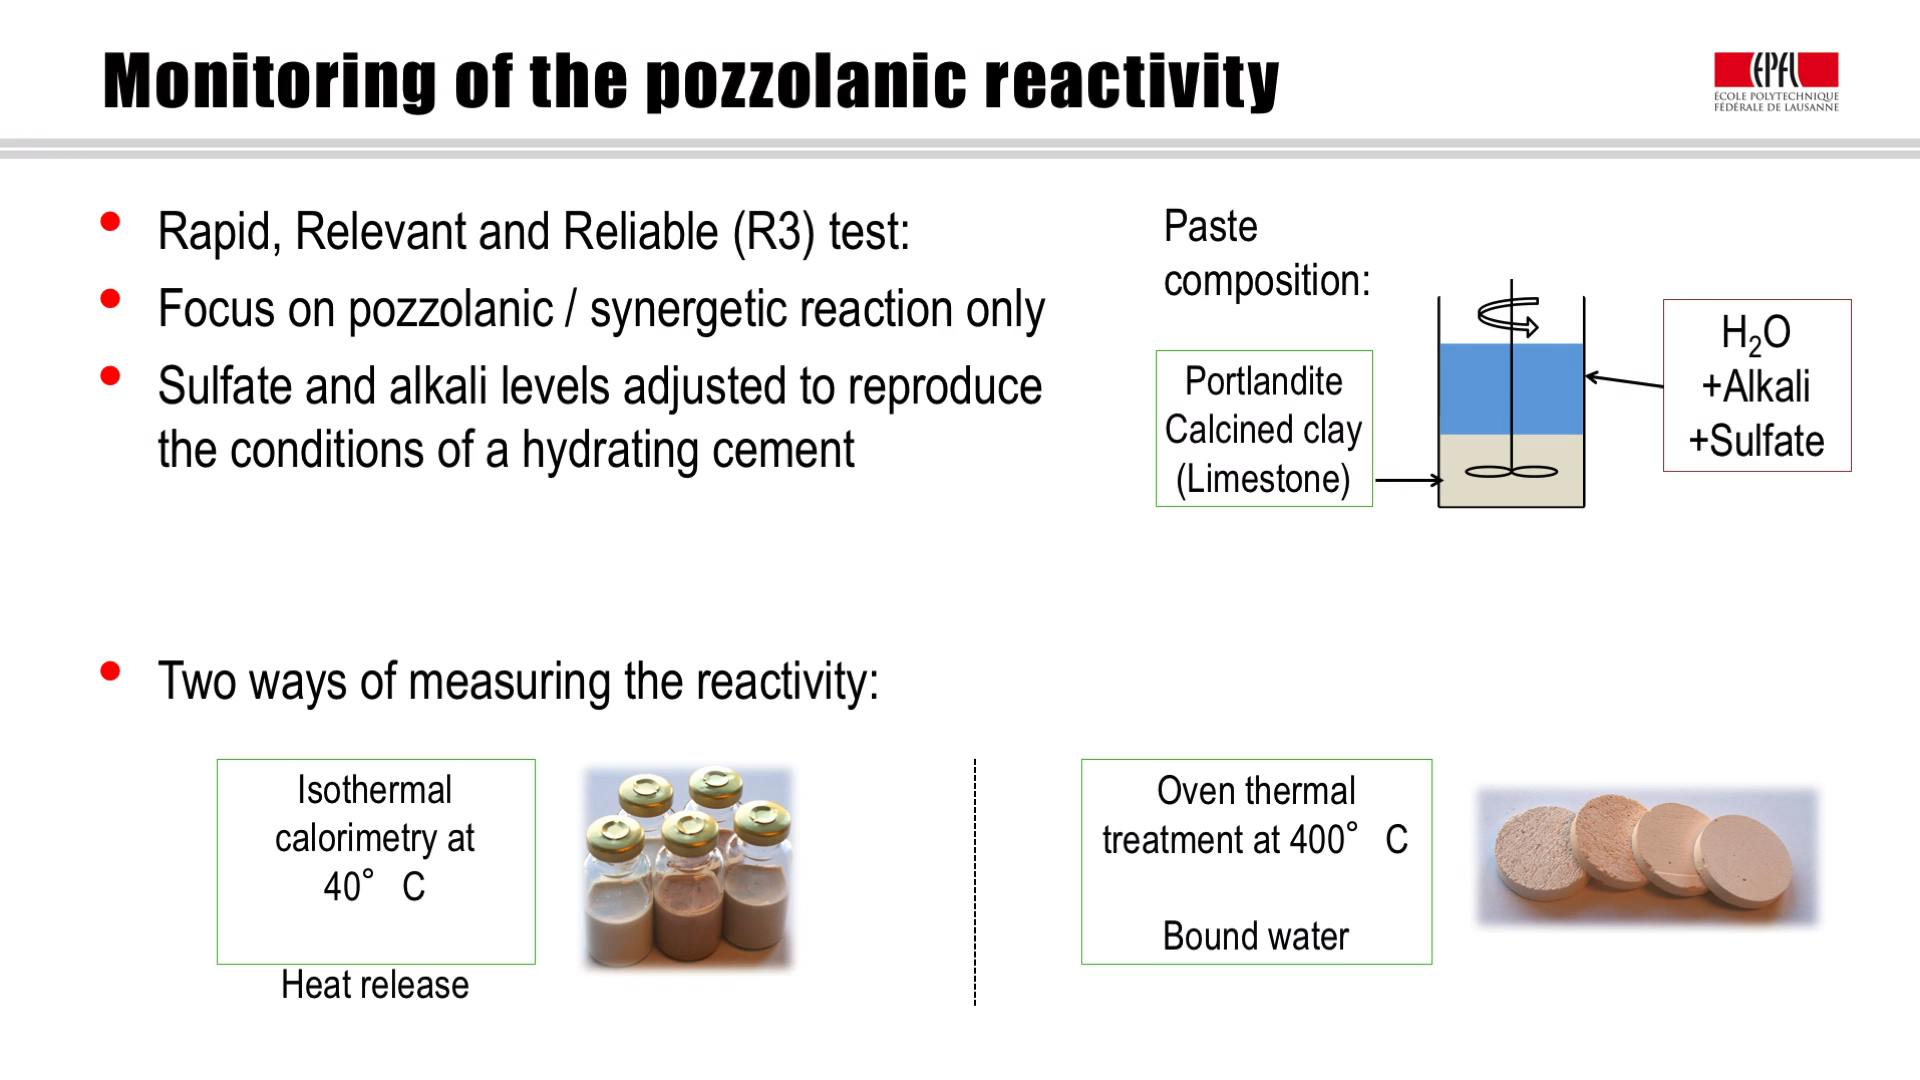 Monitoring of the pozzolanic reactivity
EPFL
ÉCOLE POLYTECHNIQUE
FÉDÉRALE DE LAUSANNE
• Rapid, Relevant and Reliable (R3) test:
• Focus on pozzolanic / synergetic reaction only
• Sulfate and alkali levels adjusted to reproduce
the conditions of a hydrating cement
Paste
composition:
Portlandite
Calcined clay
(Limestone)
H₂O
+Alkali
+Sulfate
• Two ways of measuring the reactivity:
Isothermal
calorimetry at
40° C
Heat release
Oven thermal
treatment at 400° C
Bound water